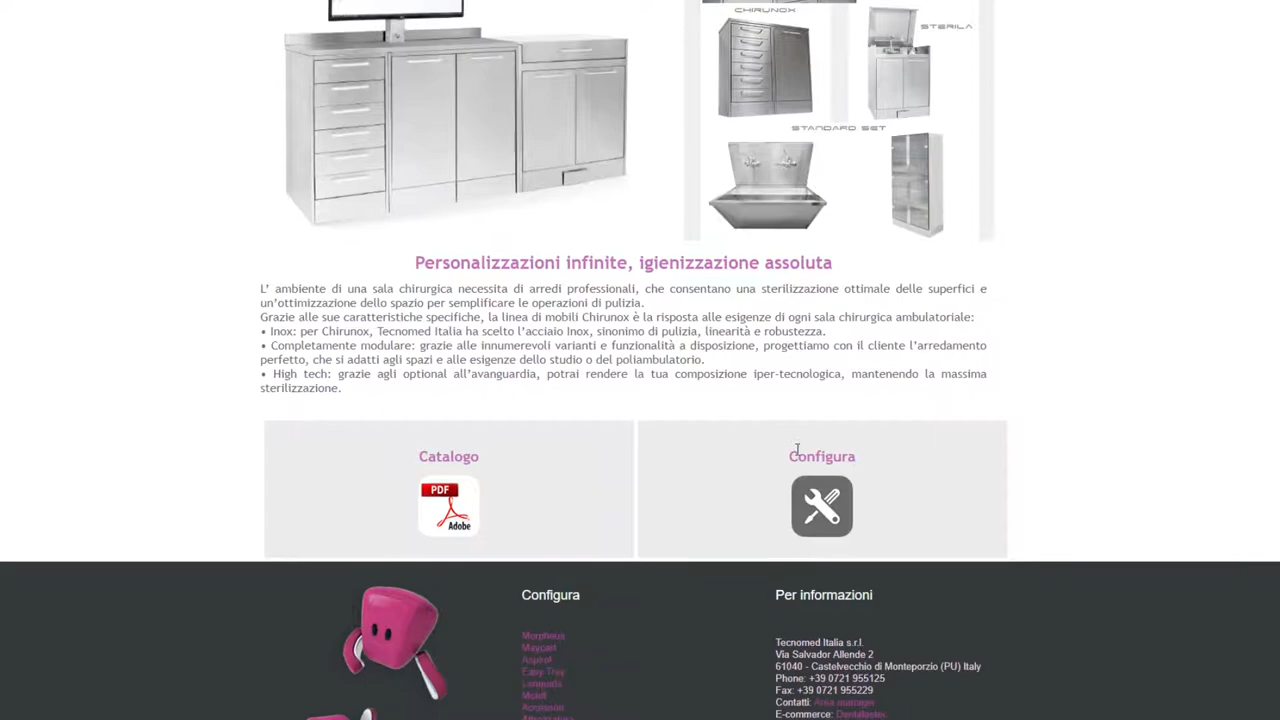 CHIRUNOX
STERILA
STANDARD SET
Personalizzazioni infinite, igienizzazione assoluta
L' ambiente di una sala chirurgica necessita di arredi professionali, che consentano una sterilizzazione ottimale delle superfici e
un'ottimizzazione dello spazio per semplificare le operazioni di pulizia.
Grazie alle sue caratteristiche specifiche, la linea di mobili Chirunox è la risposta alle esigenze di ogni sala chirurgica ambulatoriale:
• Inox: per Chirunox, Tecnomed Italia ha scelto l'acciaio Inox, sinonimo di pulizia, linearità e robustezza.
• Completamente modulare: grazie alle innumerevoli varianti e funzionalità a disposizione, progettiamo con il cliente l'arredamento
perfetto, che si adatti agli spazi e alle esigenze dello studio o del poliambulatorio.
• High tech: grazie agli optional all'avanguardia, potrai rendere la tua composizione iper-tecnologica, mantenendo la massima
sterilizzazione.
Catalogo
PDF
Adobe
Configura
Configura
Morpheus
Maycart
Aspirol
Easy Tray
Per informazioni
Tecnomed Italia s.r.l.
Via Salvador Allende 2
61040 - Castelvecchio di Monteporzio (PU) Italy
Phone: +39 0721 955125
Fax: +39 0721 955229
Contatti: Area manager
E-commerce: